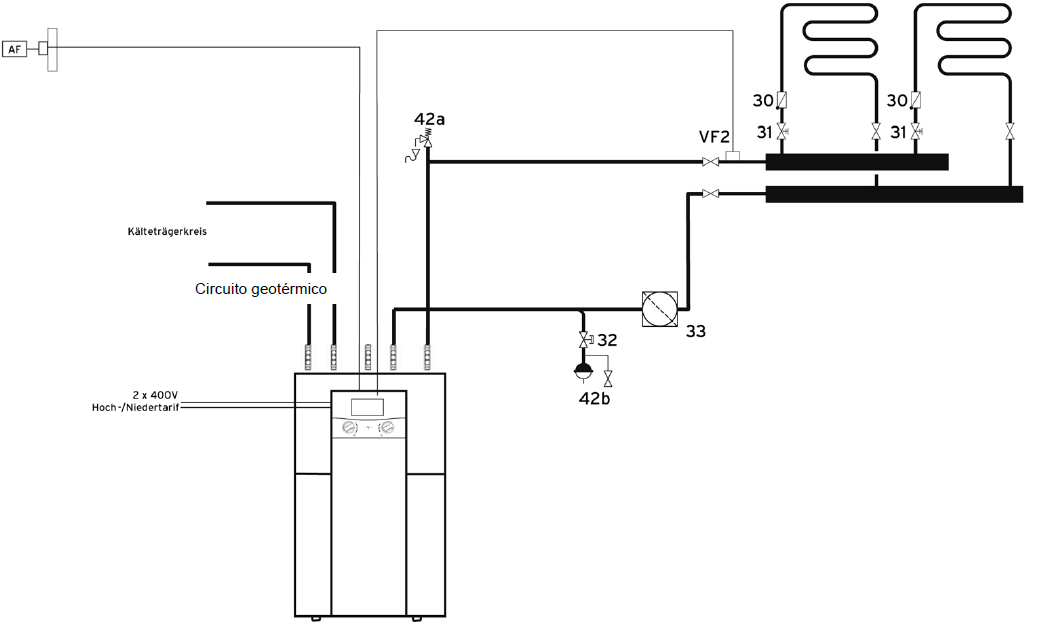 AF
30
30
42a
31
31
VF2
Kälteträgerkreis
Circuito geotérmico
33
32
2 x 400V
42b
Hoch-/Niedertarif